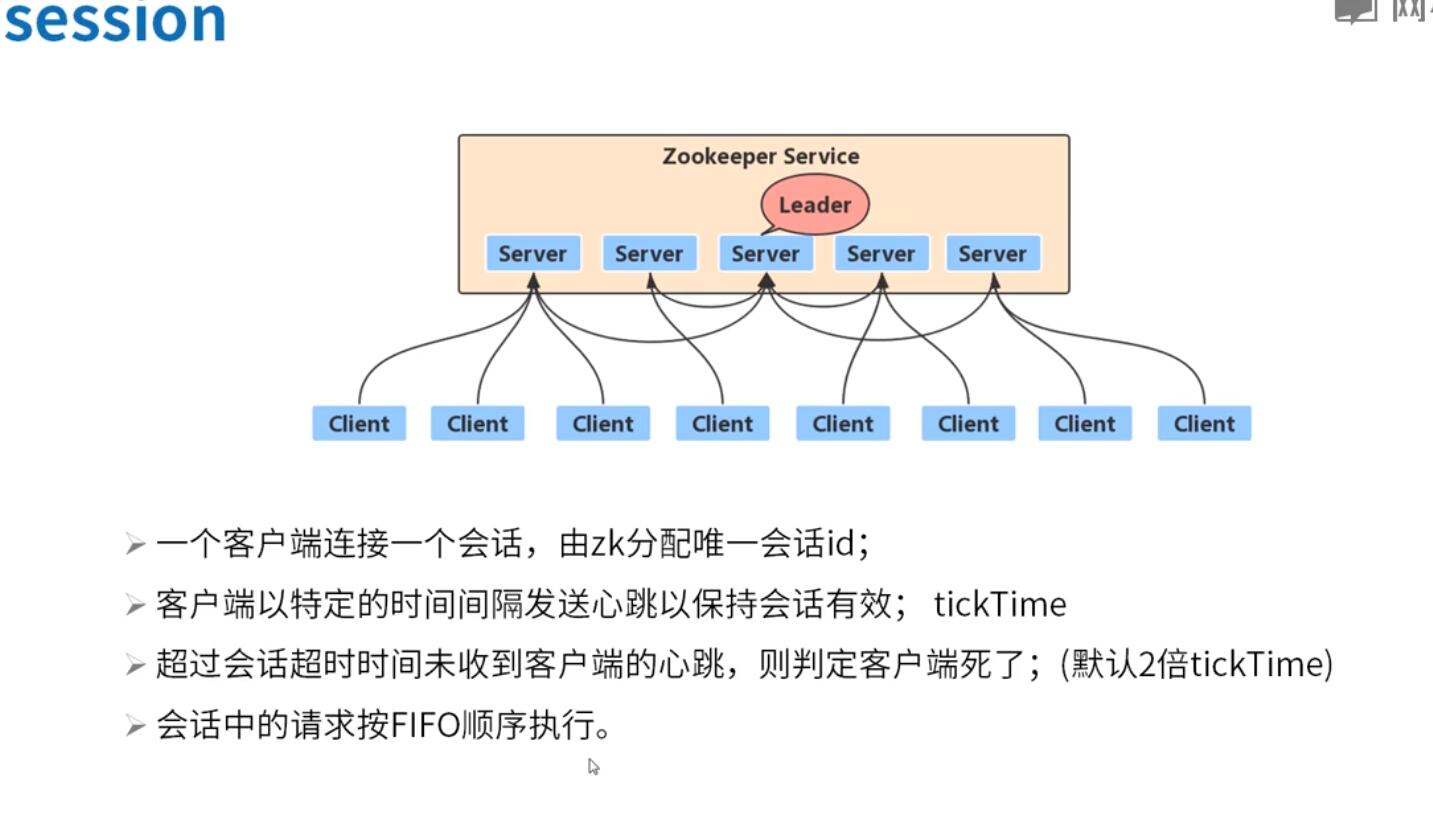 session
Zookeeper Service
Leader
Server Server Server Server Server
Client Client Client Client Client Client Client Client
一个客户端连接一个会话，由zk分配唯一会话id；
客户端以特定的时间间隔发送心跳以保持会话有效； tickTime
超过会话超时时间未收到客户端的心跳，则判定客户端死了；(默认2倍tickTime)
会话中的请求按FIFO顺序执行。